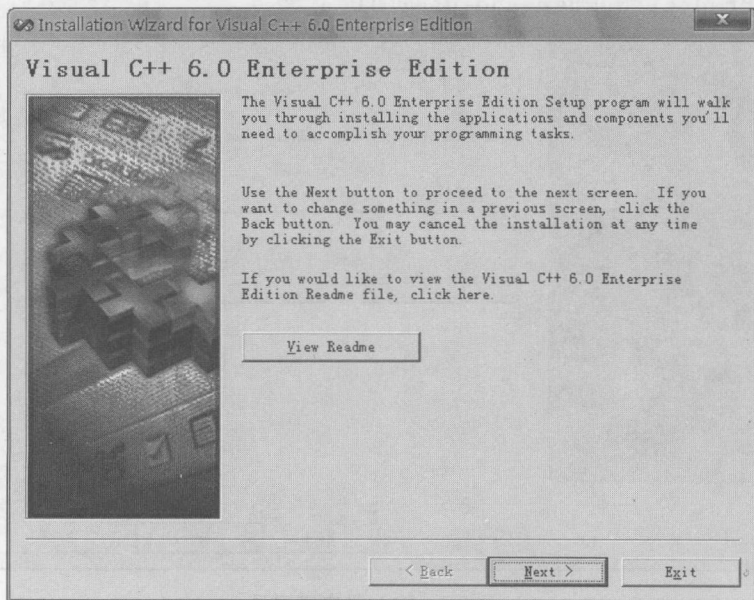 Installation Wizard for Visual C++ 6.0 Enterprise Edition
Visual C++ 6.0 Enterprise Edition
The Visual C++ 6.0 Enterprise Edition Setup program will walk
you through installing the applications and components you'll
need to accomplish your programming tasks.
Use the Next button to proceed to the next screen. If you
want to change something in a previous screen, click the
Back button. You may cancel the installation at any time
by clicking the Exit button.
If you would like to view the Visual C++ 6.0 Enterprise
Edition Readme file, click here.
View Readme
< Back Next > Exit